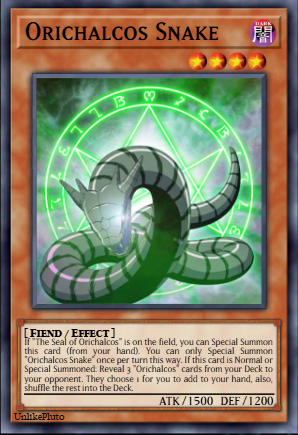 Orichalcos Snake
DARK
闇
[FIEND / EFFECT]
If "The Seal of Orichalcos" is on the field, you can Special Summon
this card (from your hand). You can only Special Summon
"Orichalcos Snake" once per turn this way. If this card is Normal or
Special Summoned: Reveal 3 "Orichalcos" cards from your Deck to
your opponent. They choose 1 for you to add to your hand, also,
shuffle the rest into the Deck.
ATK/1500 DEF/1200
UnlikePluto